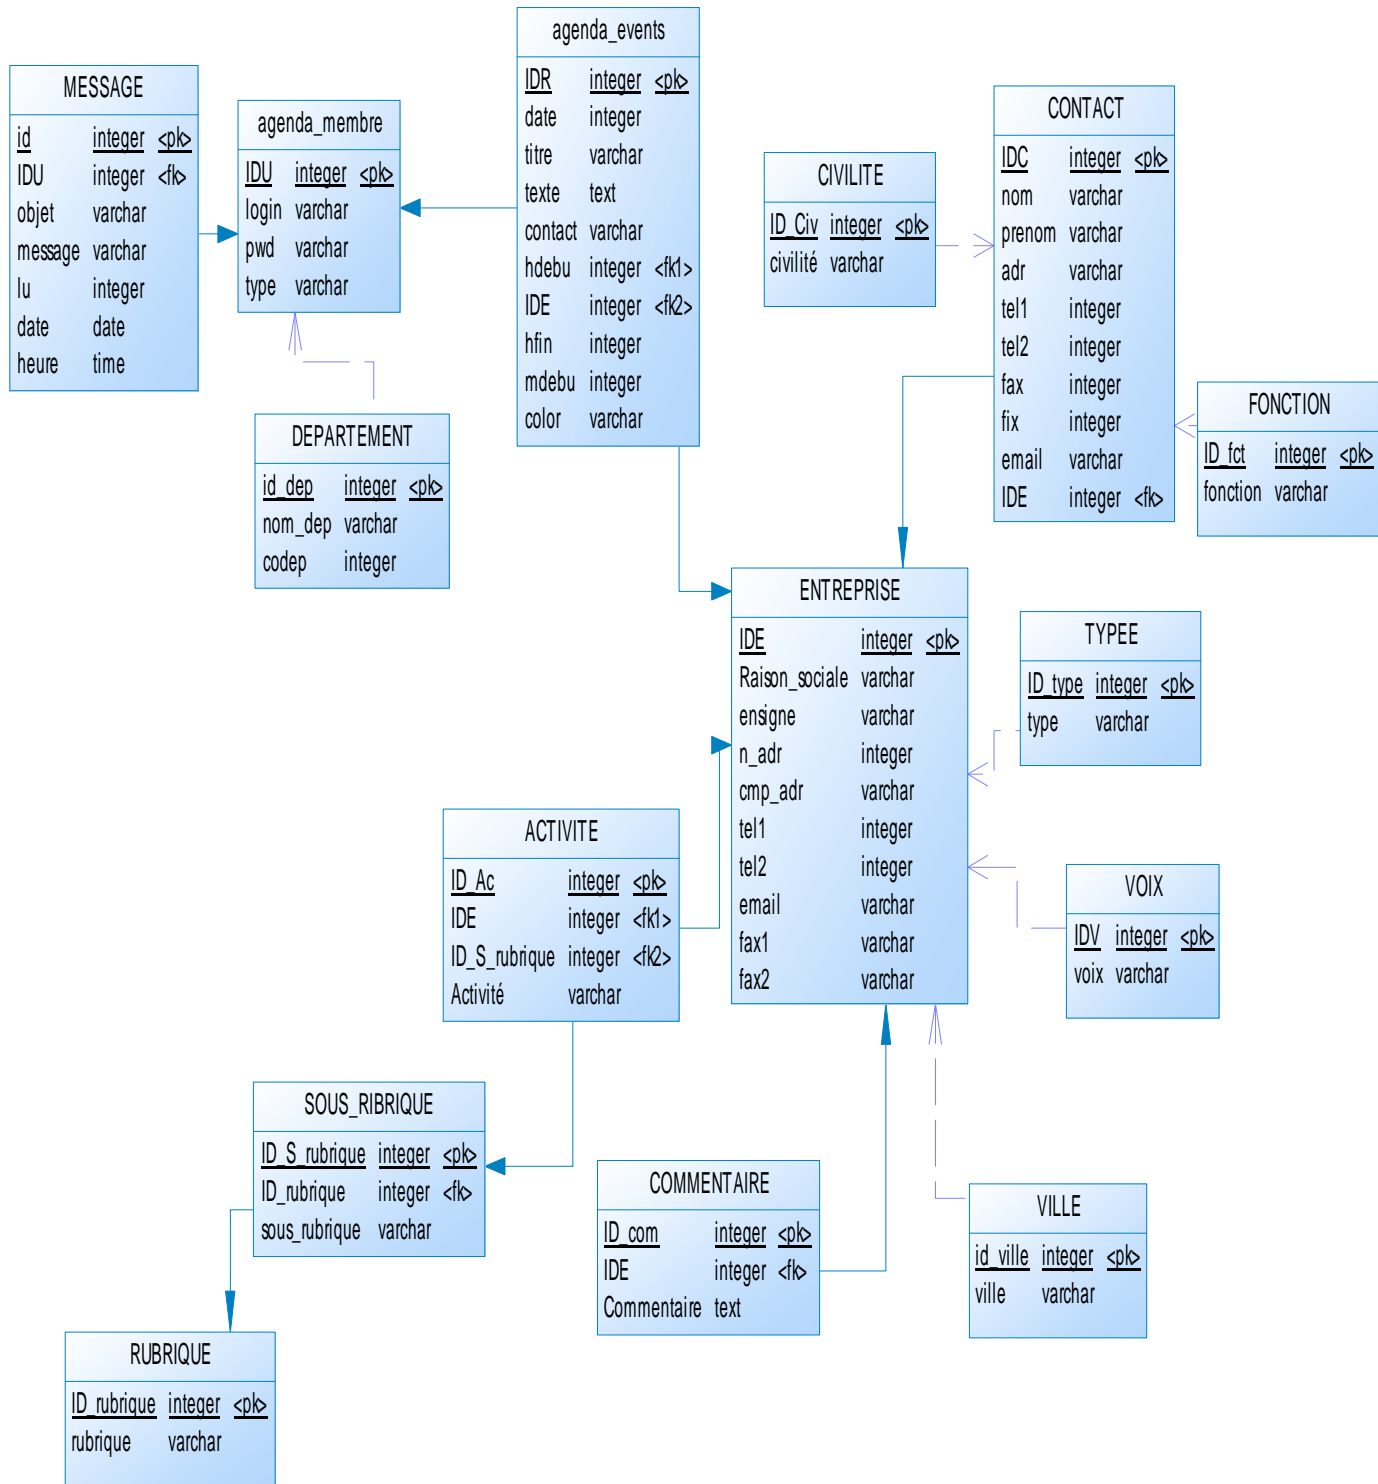 MESSAGE
id integer <pk>
IDU integer <fk>
objet varchar
message varchar
lu integer
date date
heure time
agenda_membre
IDU integer <pk>
login varchar
pwd varchar
type varchar
agenda_events
IDR integer <pk>
date integer
titre varchar
texte text
contact varchar
hdebu integer <fk1>
IDE integer <fk2>
hfin integer
mdebu integer
color varchar
CIVILITE
ID_Civ integer <pk>
civilité varchar
CONTACT
IDC integer <pk>
nom varchar
prenom varchar
adr varchar
tel1 integer
tel2 integer
fax integer
fix integer
email varchar
IDE integer <fk>
FONCTION
ID_fct integer <pk>
fonction varchar
DEPARTEMENT
id_dep integer <pk>
nom_dep varchar
codep integer
ENTREPRISE
IDE integer <pk>
Raison_sociale varchar
ensigne varchar
n_adr integer
cmp_adr varchar
tel1 integer
tel2 integer
email varchar
fax1 varchar
fax2 varchar
TYPEE
ID_type integer <pk>
type varchar
VOIX
IDV integer <pk>
voix varchar
ACTIVITE
ID_Ac integer <pk>
IDE integer <fk1>
ID_S_rubrique integer <fk2>
Activité varchar
SOUS_RIBRIQUE
ID_S_rubrique integer <pk>
ID_rubrique integer <fk>
sous_rubrique varchar
COMMENTAIRE
ID_com integer <pk>
IDE integer <fk>
Commentaire text
VILLE
id_ville integer <pk>
ville varchar
RUBRIQUE
ID_rubrique integer <pk>
rubrique varchar